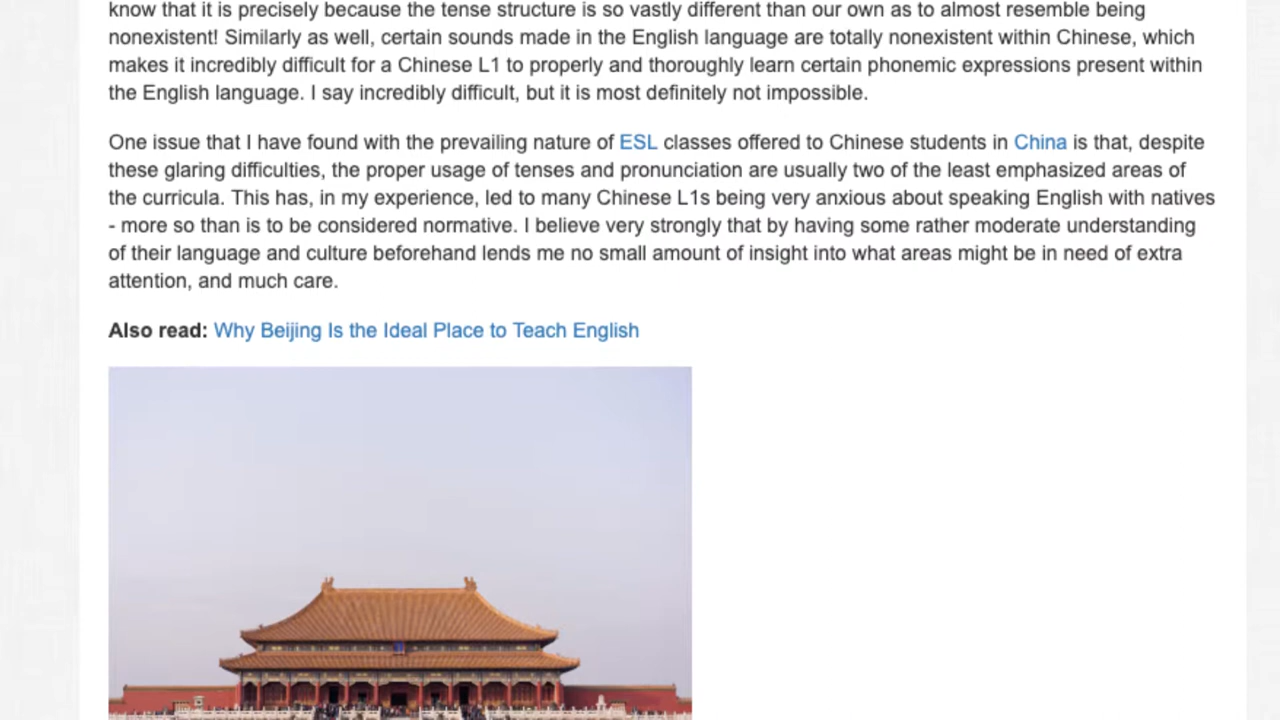 know that it is precisely because the tense structure is so vastly different than our own as to almost resemble being
nonexistent! Similarly as well, certain sounds made in the English language are totally nonexistent within Chinese, which
makes it incredibly difficult for a Chinese L1 to properly and thoroughly learn certain phonemic expressions present within
the English language. I say incredibly difficult, but it is most definitely not impossible.
One issue that I have found with the prevailing nature of ESL classes offered to Chinese students in China is that, despite
these glaring difficulties, the proper usage of tenses and pronunciation are usually two of the least emphasized areas of
the curricula. This has, in my experience, led to many Chinese L1s being very anxious about speaking English with natives
- more so than is to be considered normative. I believe very strongly that by having some rather moderate understanding
of their language and culture beforehand lends me no small amount of insight into what areas might be in need of extra
attention, and much care.
Also read: Why Beijing Is the Ideal Place to Teach English